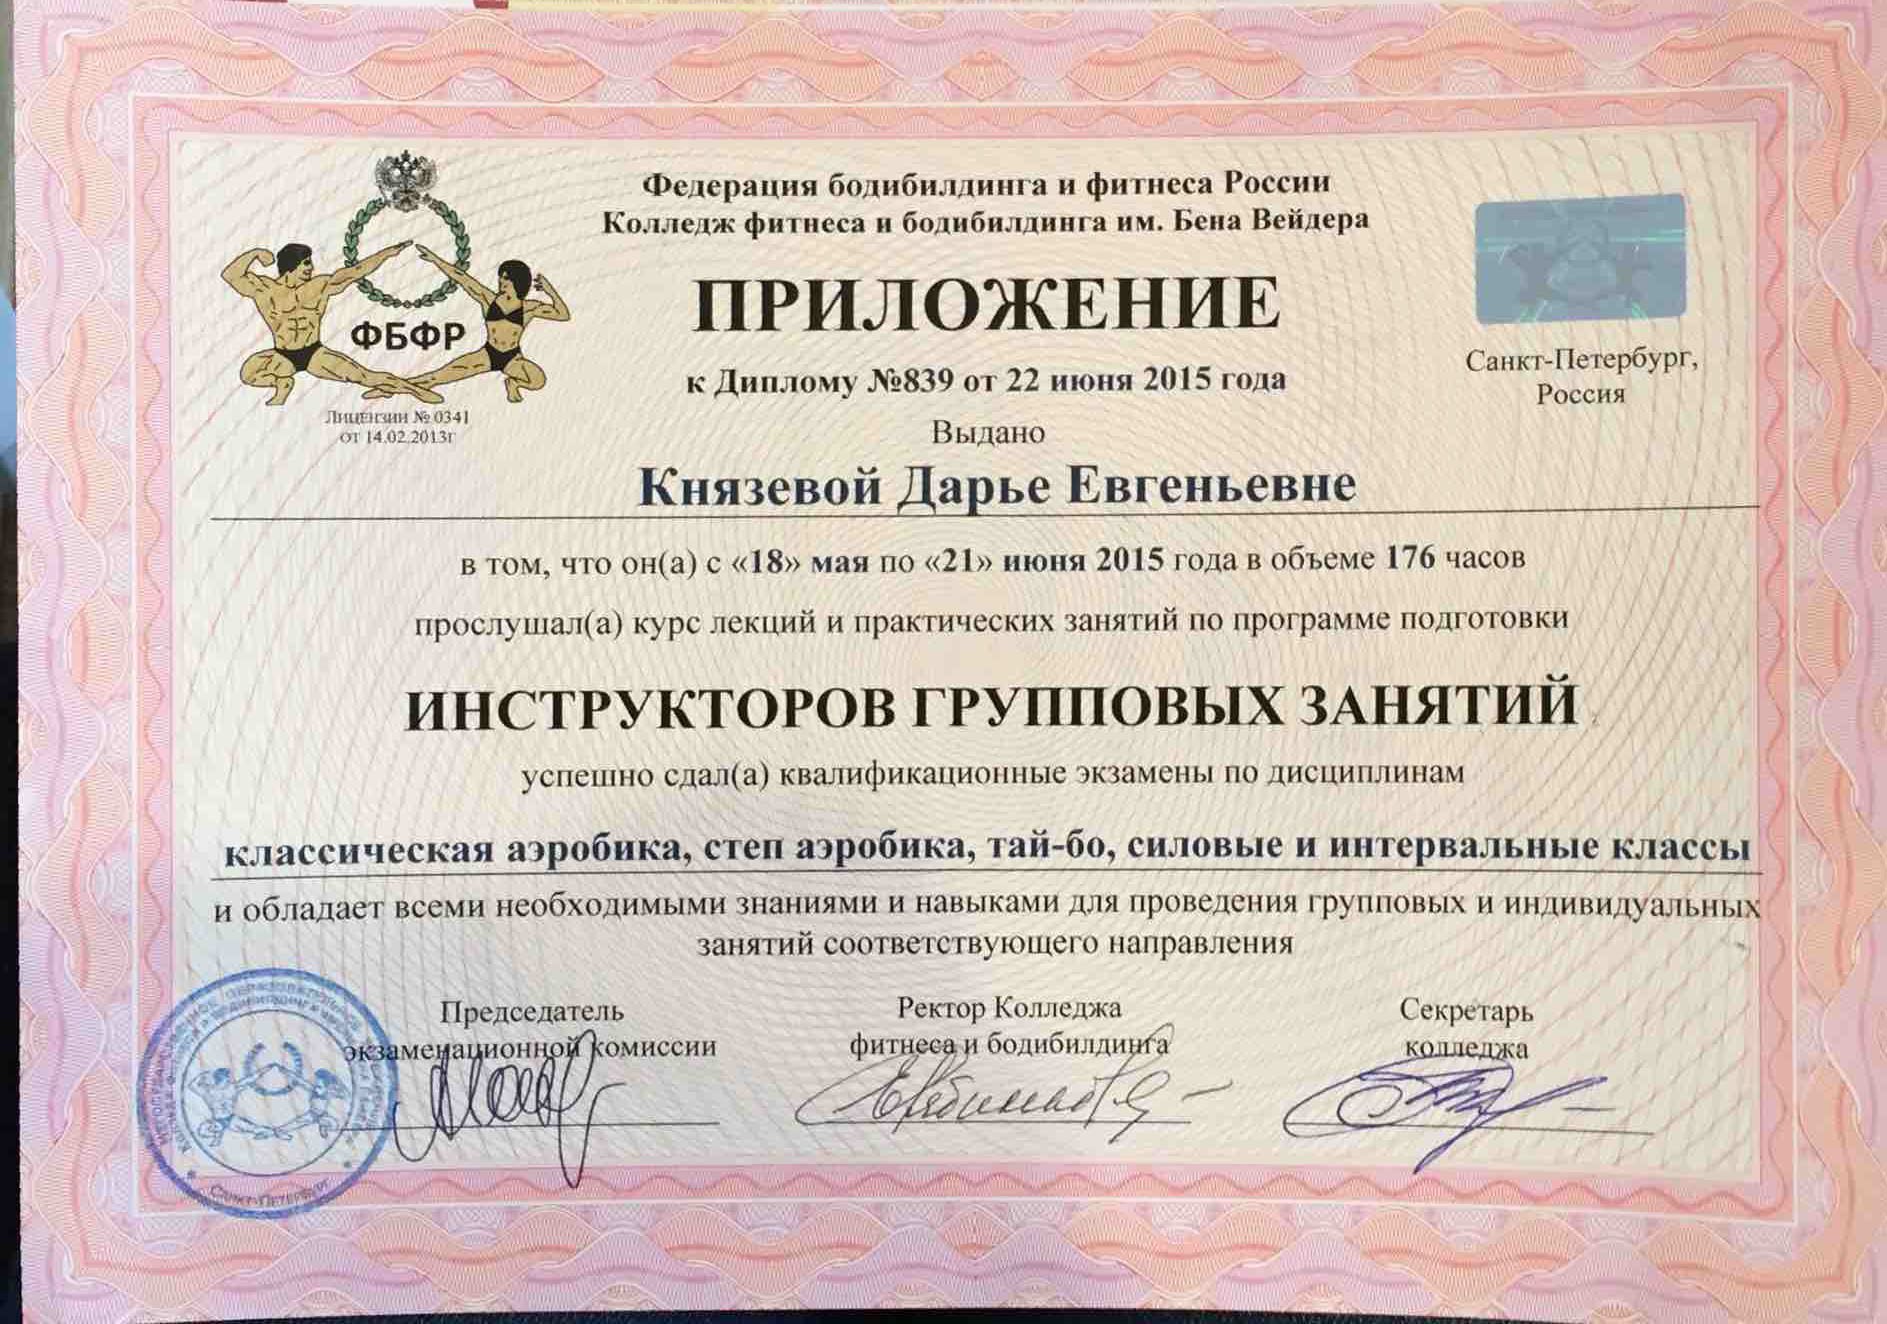 Федерация бодибилдинга и фитнеса России
Колледж фитнеса и бодибилдинга им. Бена Вейдера
ФБФР
Лицензии № 0341
от 14.02.2013г
ПРИЛОЖЕНИЕ
к Диплому №839 от 22 июня 2015 года
Санкт-Петербург,
Россия
Выдано
Князевой Дарье Евгеньевне
в том, что он(а) с «18» мая по «21» июня 2015 года в объеме 176 часов
прослушал(а) курс лекций и практических занятий по программе подготовки
ИНСТРУКТОРОВ ГРУППОВЫХ ЗАНЯТИЙ
успешно сдал(а) квалификационные экзамены по дисциплинам
классическая аэробика, степ аэробика, тай-бо, силовые и интервальные классы
и обладает всеми необходимыми знаниями и навыками для проведения групповых и индивидуальных
занятий соответствующего направления
Председатель
экзаменационной комиссии
Ректор Колледжа
фитнеса и бодибилдинга
Секретарь
колледжа
Санкт-Петербург